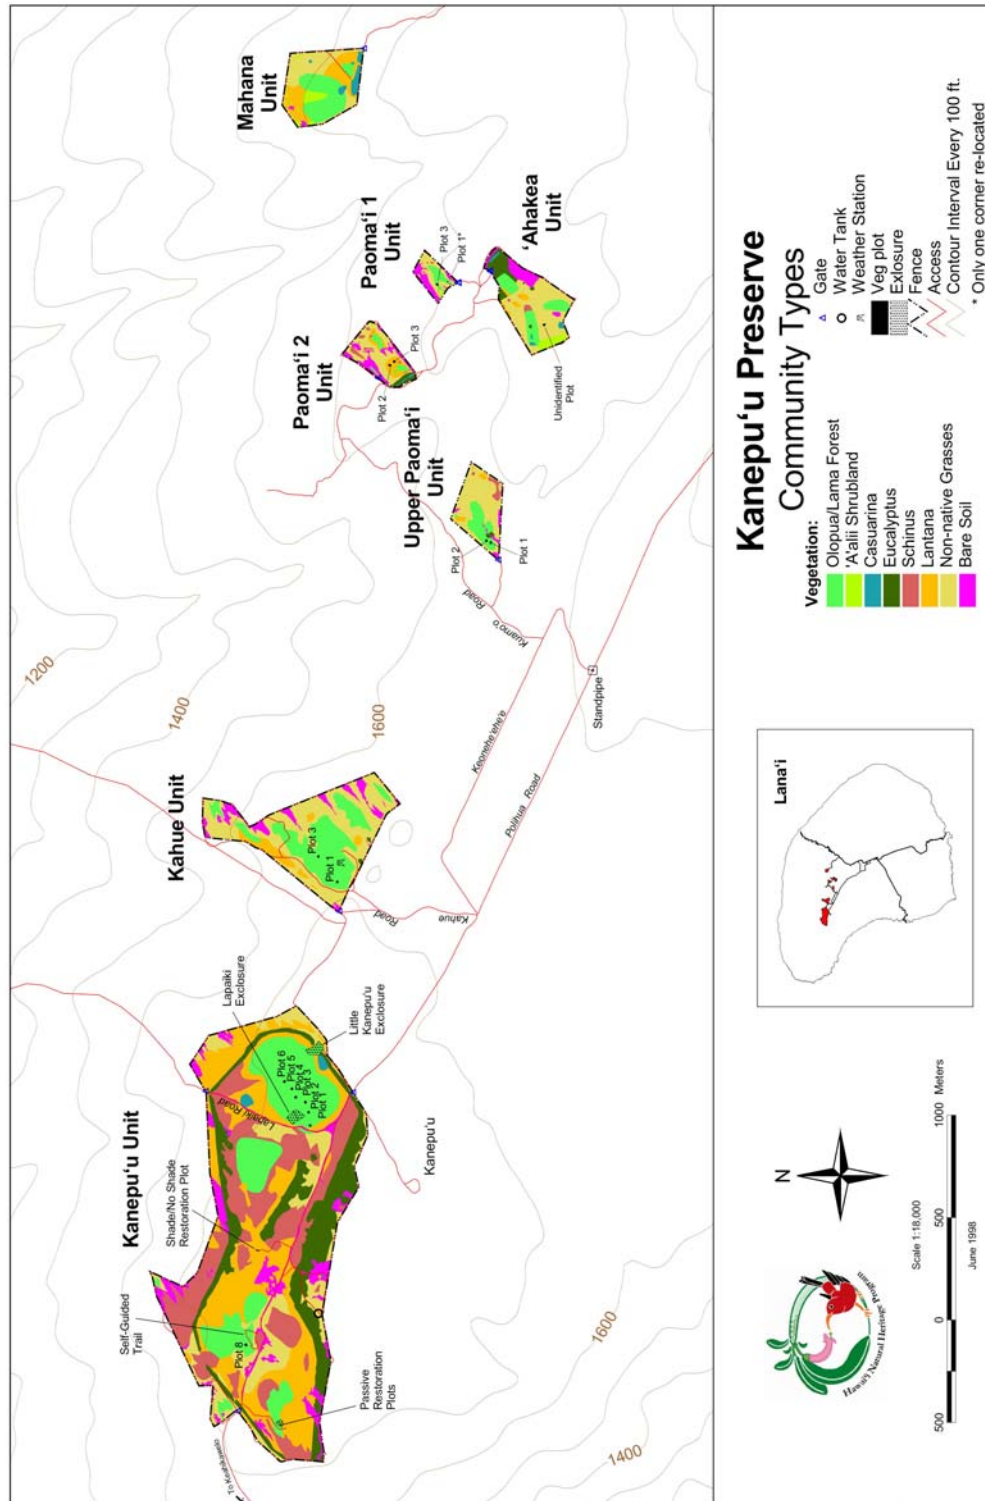 Mahana
Unit
Paoma‘i 1
Unit
Plot 3
Plot 1*
‘Ahakea
Unit
Paoma‘i 2
Unit
Plot 3
Plot 2
Unidentified
Plot
Upper Paoma‘i
Unit
Plot 2
Plot 1
Road
Kuamo‘o
Standpipe
Keonehe‘ehe‘e
Polihua Road
1200
1400
1600
Kahue Unit
Plot 3
Plot 1
Road
Kahue
Lapaiki
Exclosure
Little
Kanepu‘u
Exclosure
Plot 6
Plot 5
Plot 4
Plot 3
Plot 2
Plot 1
Lapaiki Road
Kanepu‘u
Kanepu‘u Unit
Shade/No Shade
Restoration Plot
Self-Guided
Trail
Plot 8
Passive
Restoration
Plots
1600
1400
Kanepu‘u Preserve
Community Types
Vegetation:
Olopua/Lama Forest
‘A‘alii Shrubland
Casuarina
Eucalyptus
Schinus
Lantana
Non-native Grasses
Bare Soil
Gate
Water Tank
Weather Station
Veg plot
Exlosure
Fence
Access
Contour Interval Every 100 ft.
* Only one corner re-located
Lana‘i
N
Hawai‘i Natural Heritage Program
Scale 1:18,000
500 0 500 1000 Meters
June 1998